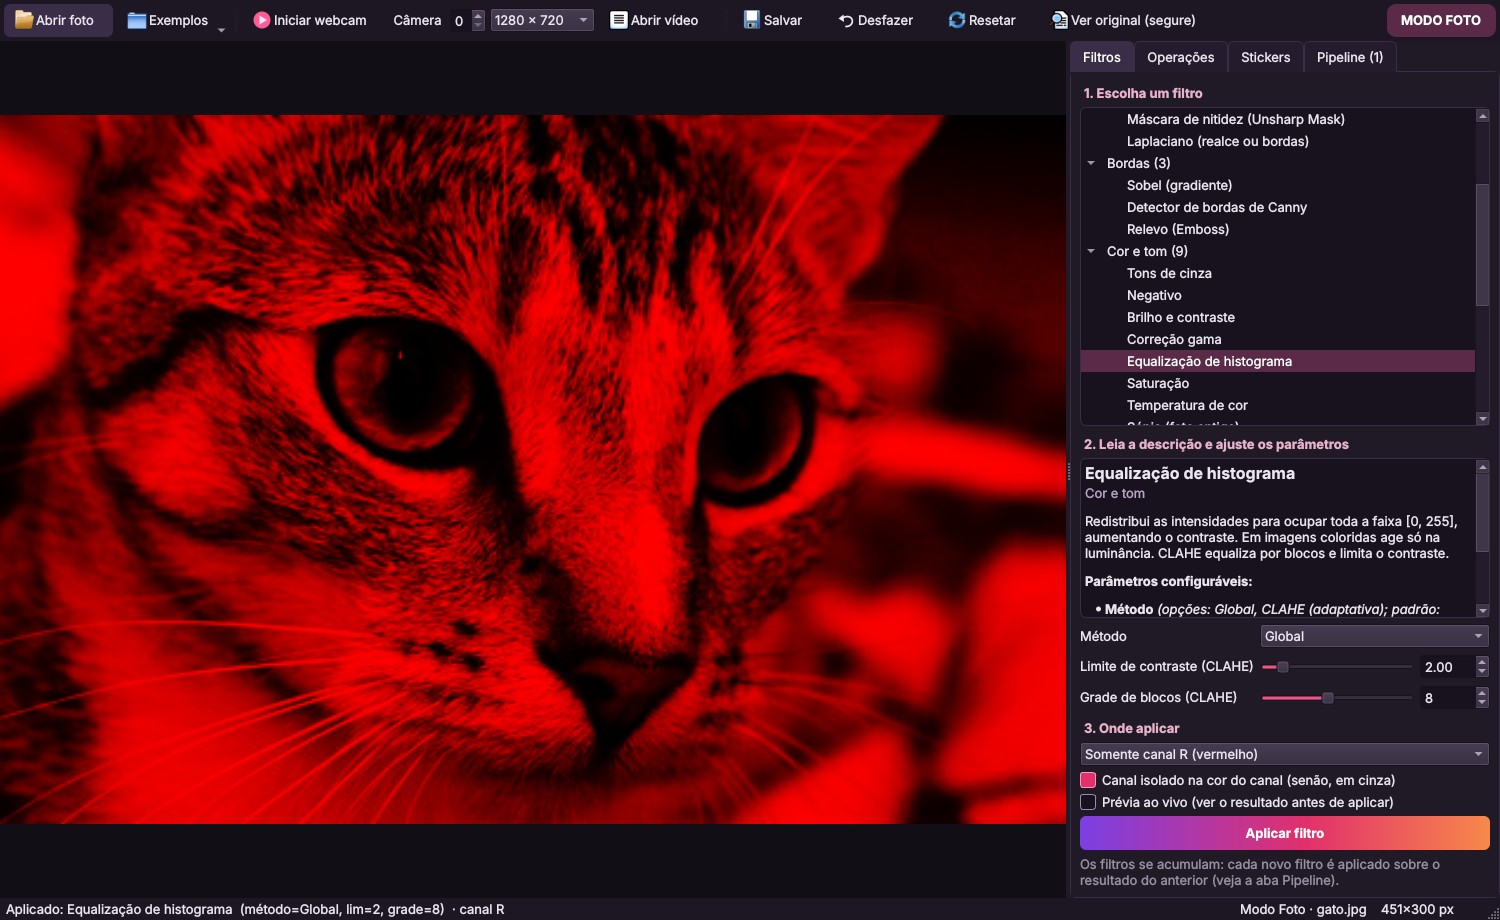 Abrir foto
Exemplos
Iniciar webcam
Câmera 0
1280 × 720
Abrir vídeo
Salvar
Desfazer
Resetar
Ver original (segure)
MODO FOTO
Filtros
Operações
Stickers
Pipeline (1)
1. Escolha um filtro
Máscara de nitidez (Unsharp Mask)
Laplaciano (realce ou bordas)
Bordas (3)
Sobel (gradiente)
Detector de bordas de Canny
Relevo (Emboss)
Cor e tom (9)
Tons de cinza
Negativo
Brilho e contraste
Correção gama
Equalização de histograma
Saturação
Temperatura de cor
2. Leia a descrição e ajuste os parâmetros
Equalização de histograma
Cor e tom
Redistribui as intensidades para ocupar toda a faixa [0, 255],
aumentando o contraste. Em imagens coloridas age só na
luminância. CLAHE equaliza por blocos e limita o contraste.
Parâmetros configuráveis:
• Método (opções: Global, CLAHE (adaptativa); padrão:
Método Global
Limite de contraste (CLAHE) 2.00
Grade de blocos (CLAHE) 8
3. Onde aplicar
Somente canal R (vermelho)
Canal isolado na cor do canal (senão, em cinza)
Prévia ao vivo (ver o resultado antes de aplicar)
Aplicar filtro
Os filtros se acumulam: cada novo filtro é aplicado sobre o
resultado do anterior (veja a aba Pipeline).
Aplicado: Equalização de histograma (método=Global, lim=2, grade=8) · canal R
Modo Foto · gato.jpg 451×300 px